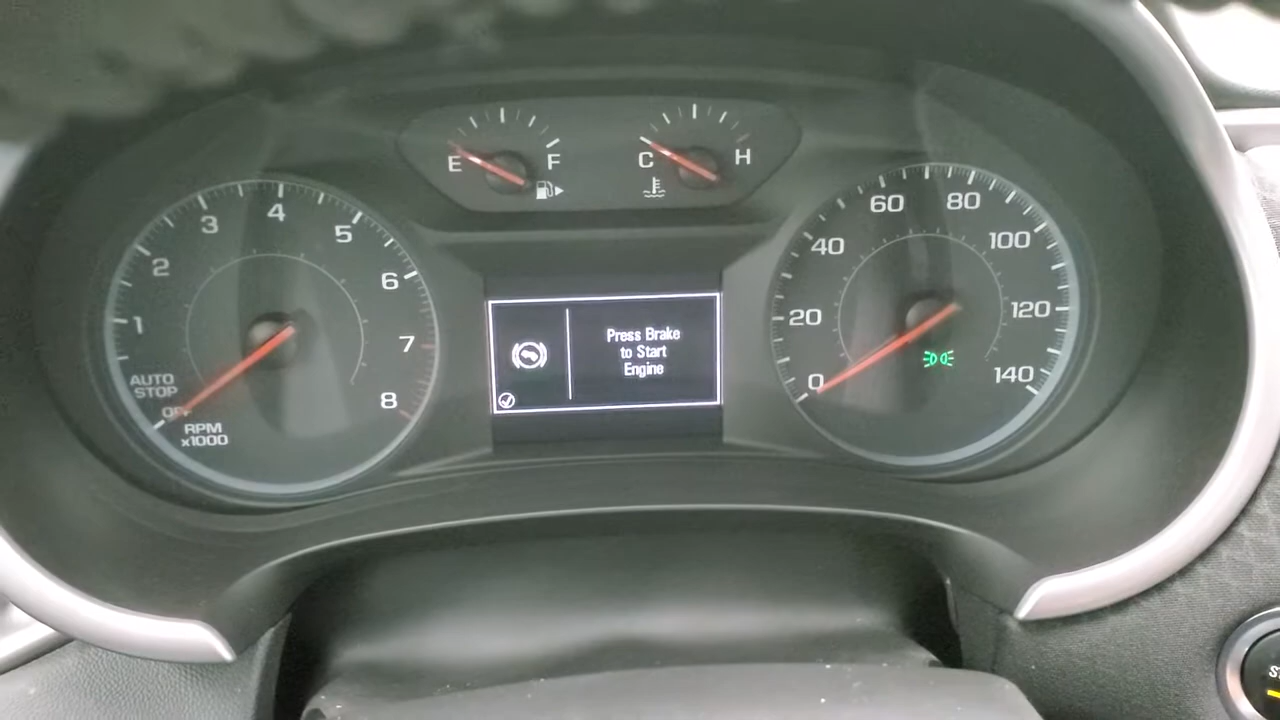 E
F
C
H
1
2
3
4
5
6
7
8
AUTO
STOP
OFF
RPM
x1000
Press Brake
to Start
Engine
0
20
40
60
80
100
120
140